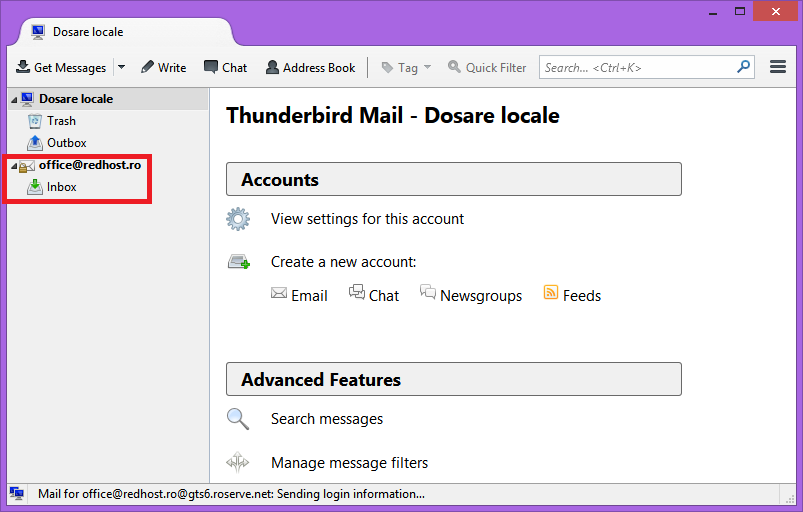 Dosare locale
Get Messages Write Chat Address Book Tag Quick Filter Search... <Ctrl+K>
Dosare locale
Trash
Outbox
office@redhost.ro
Inbox
Thunderbird Mail - Dosare locale
Accounts
View settings for this account
Create a new account:
Email Chat Newsgroups Feeds
Advanced Features
Search messages
Manage message filters
Mail for office@redhost.ro@gts6.roserve.net: Sending login information...